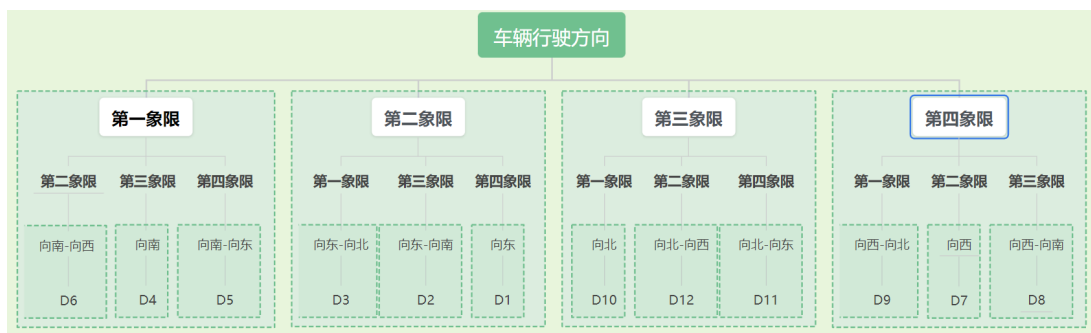 车辆行驶方向
第一象限 第二象限 第三象限 第四象限
第二象限 第三象限 第四象限 第一象限 第三象限 第四象限 第一象限 第二象限 第四象限 第一象限 第二象限 第三象限
向南-向西 向南 向南-向东 向东-向北 向东-向南 向东 向北 向北-向西 向北-向东 向西-向北 向西 向西-向南
D6 D4 D5 D3 D2 D1 D10 D12 D11 D9 D7 D8